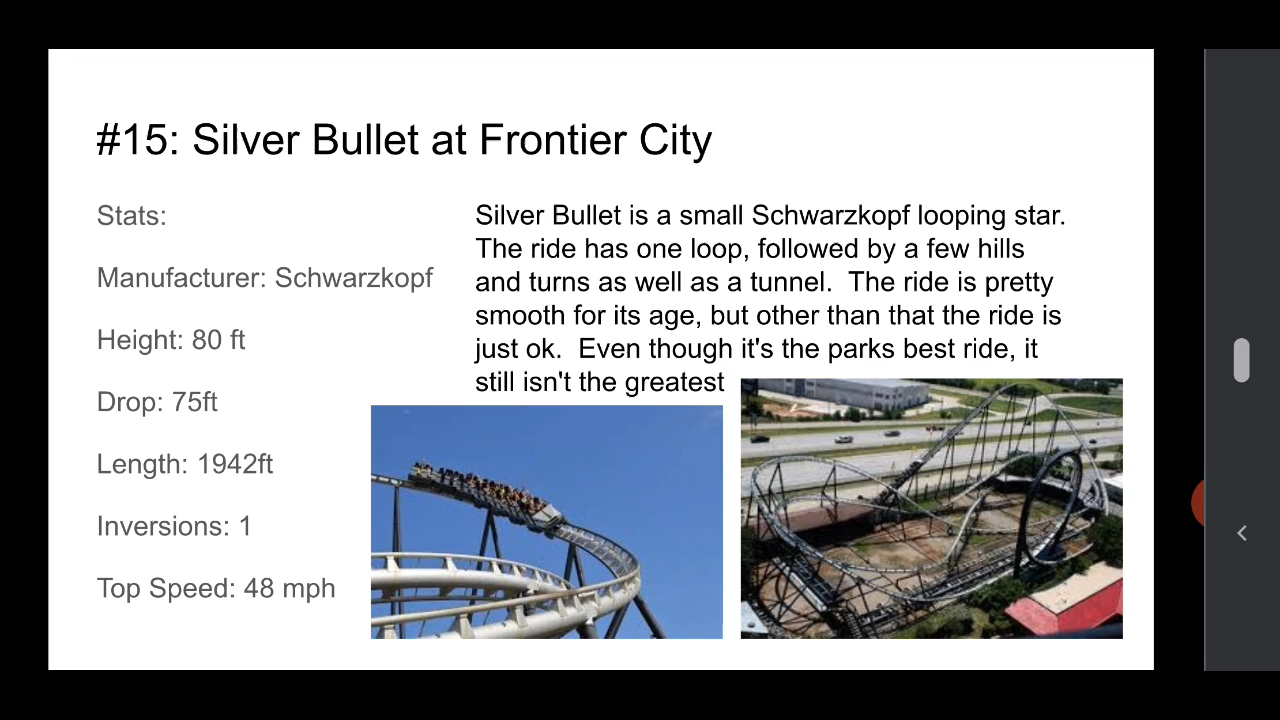 #15: Silver Bullet at Frontier City
Stats:
Manufacturer: Schwarzkopf
Height: 80 ft
Drop: 75ft
Length: 1942ft
Inversions: 1
Top Speed: 48 mph
Silver Bullet is a small Schwarzkopf looping star.
The ride has one loop, followed by a few hills
and turns as well as a tunnel.  The ride is pretty
smooth for its age, but other than that the ride is
just ok.  Even though it's the parks best ride, it
still isn't the greatest